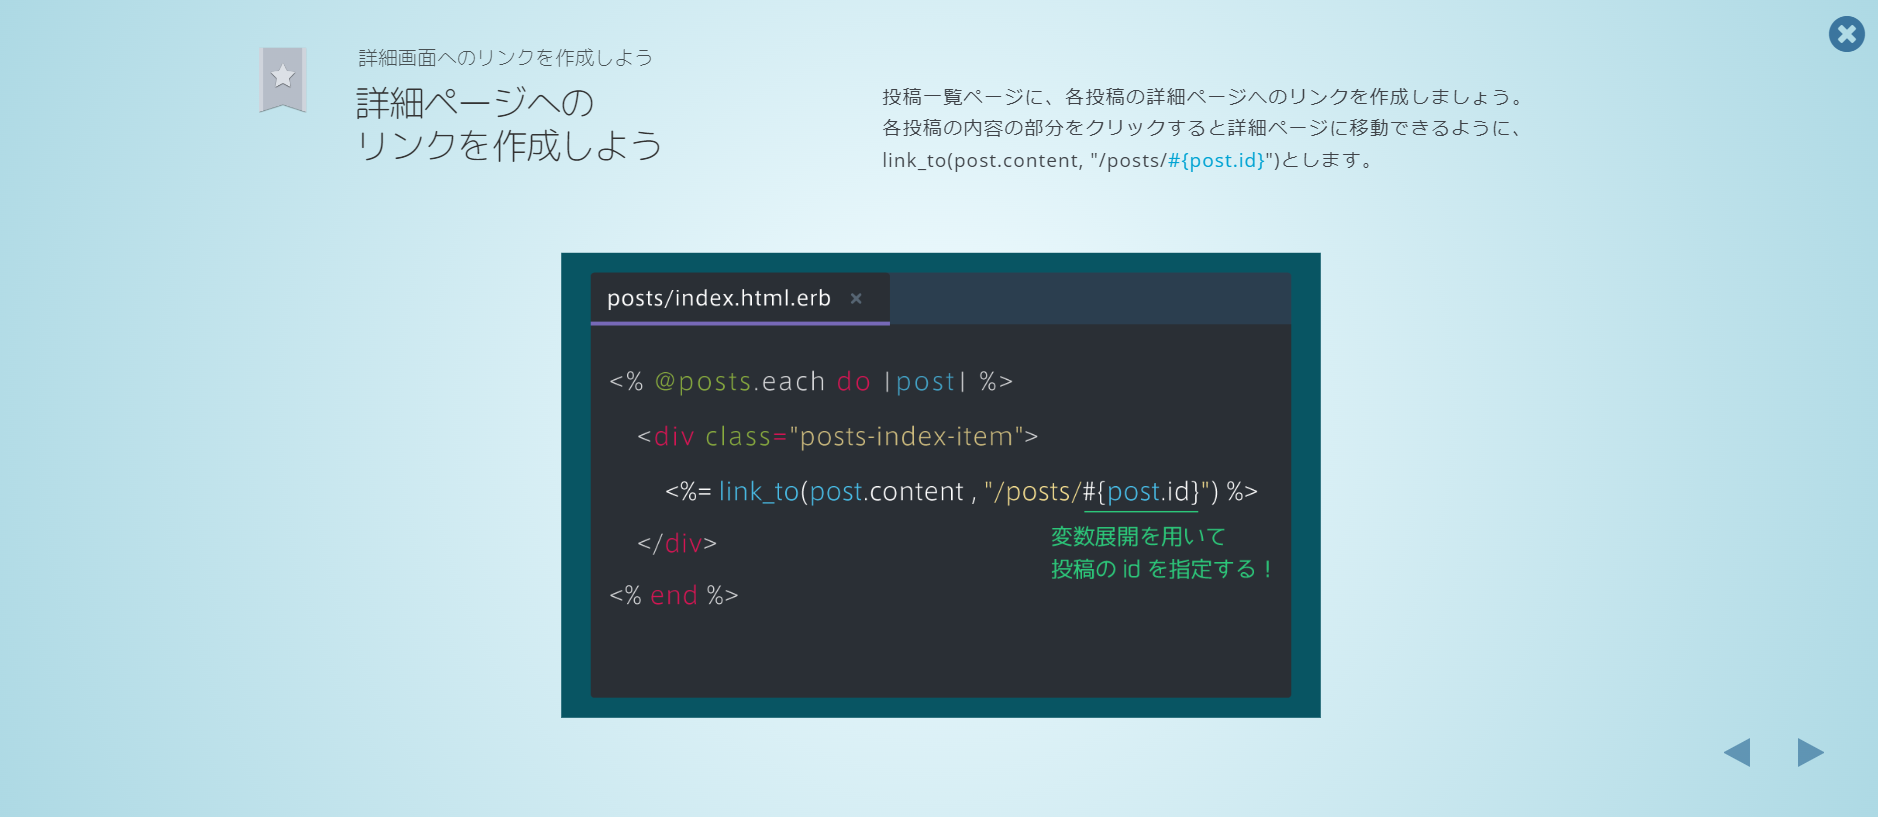 詳細画面へのリンクを作成しよう
詳細ページへの
リンクを作成しよう
投稿一覧ページに、各投稿の詳細ページへのリンクを作成しましょう。
各投稿の内容の部分をクリックすると詳細ページに移動できるように、
link_to(post.content, "/posts/#{post.id}")とします。
posts/index.html.erb ×
<% @posts.each do |post| %>
<div class="posts-index-item">
<%= link_to(post.content , "/posts/#{post.id}") %>
変数展開を用いて
投稿の id を指定する！
</div>
<% end %>